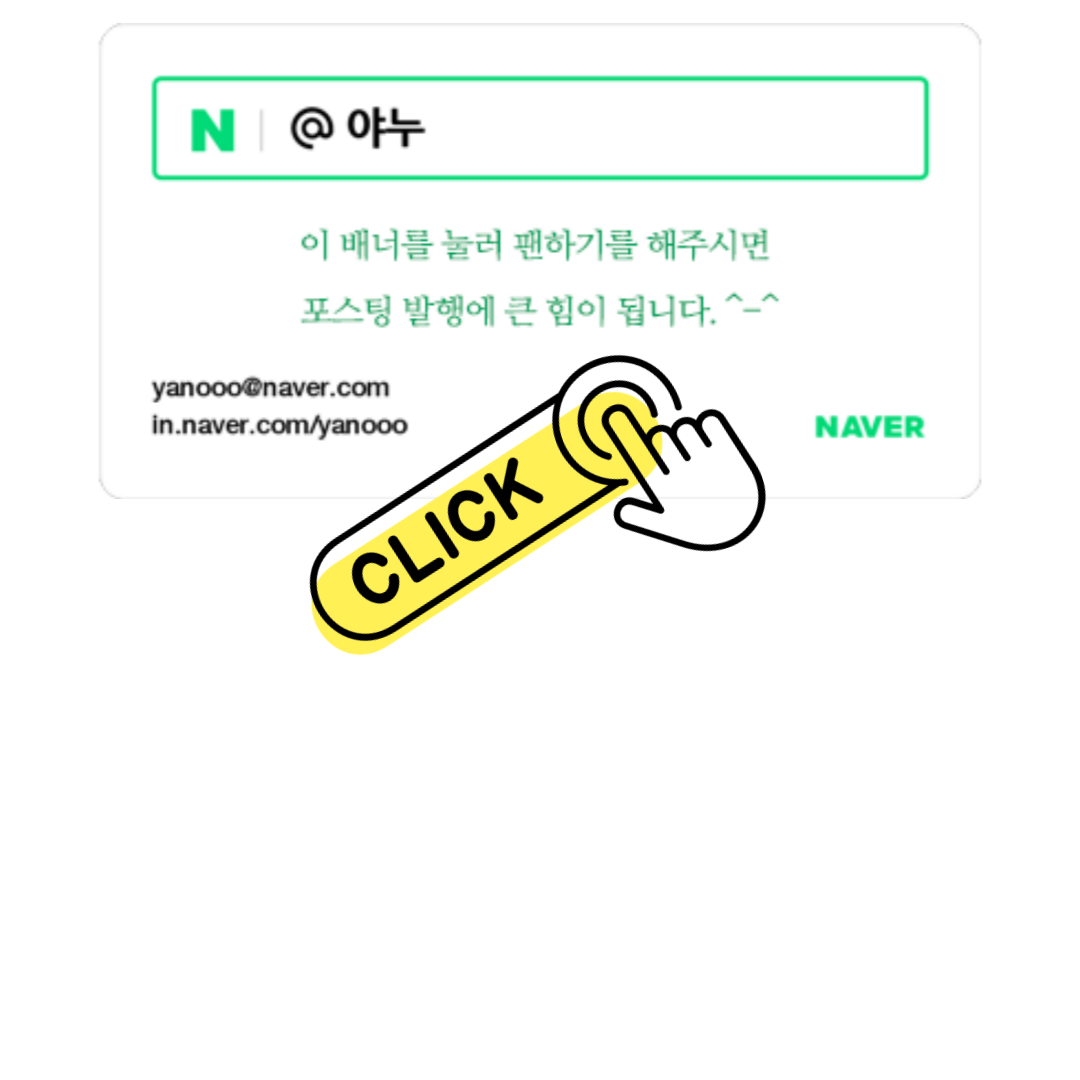 N @ 야누
이 배너를 눌러 팬하기를 해주시면
포스팅 발행에 큰 힘이 됩니다. ^-^
yanooo@naver.com
in.naver.com/yanooo
NAVER
CLICK